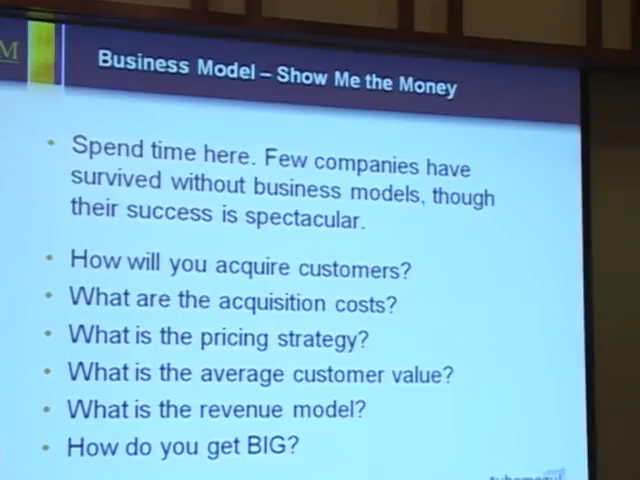 M
Business Model – Show Me the Money
• Spend time here. Few companies have
survived without business models, though
their success is spectacular.
• How will you acquire customers?
• What are the acquisition costs?
• What is the pricing strategy?
• What is the average customer value?
• What is the revenue model?
• How do you get BIG?